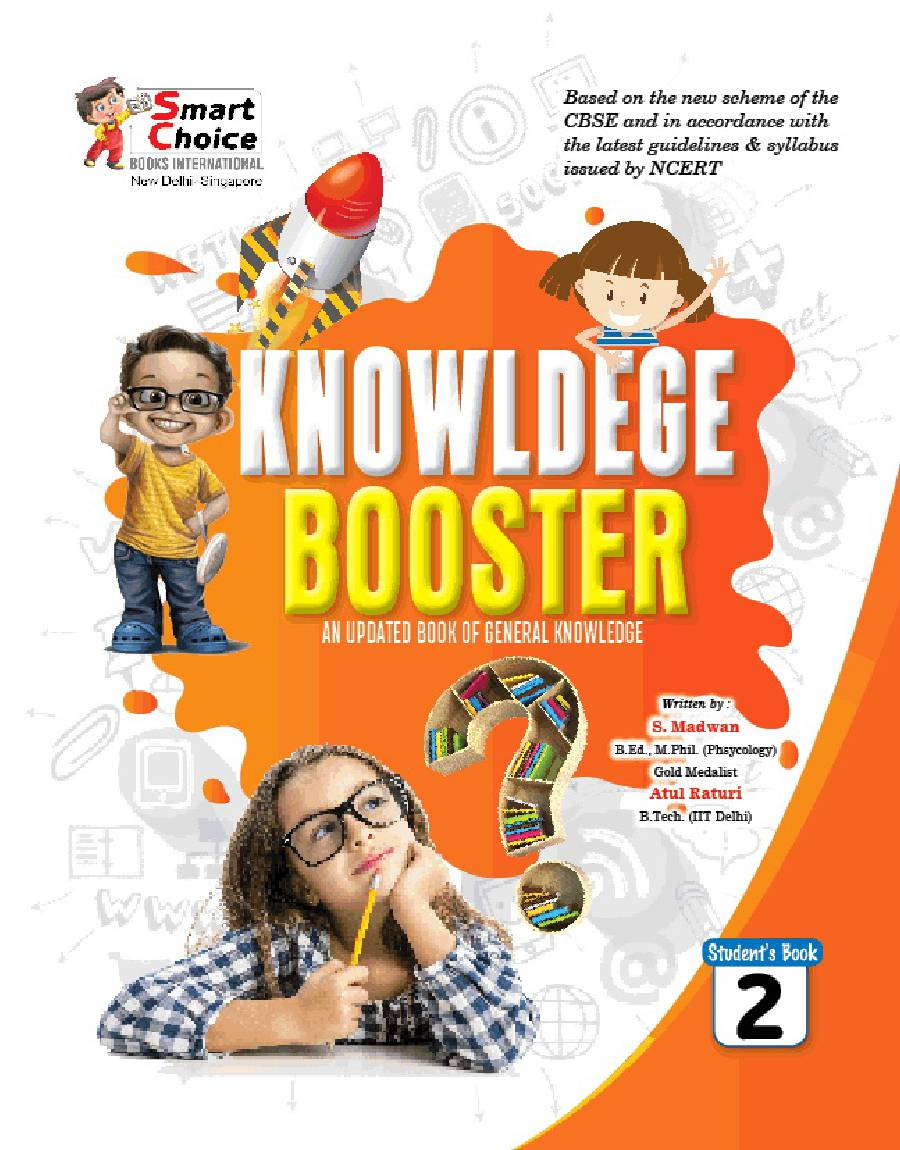 Smart
Choice
BOOKS INTERNATIONAL
New Delhi- Singapore
Based on the new scheme of the
CBSE and in accordance with
the latest guidelines & syllabus
issued by NCERT
KNOWLDEGE
BOOSTER
AN UPDATED BOOK OF GENERAL KNOWLEDGE
Written by :
S. Madwan
B.Ed., M.Phil. (Phsycology)
Gold Medalist
Atul Raturi
B.Tech. (IIT Delhi)
Student's Book
2